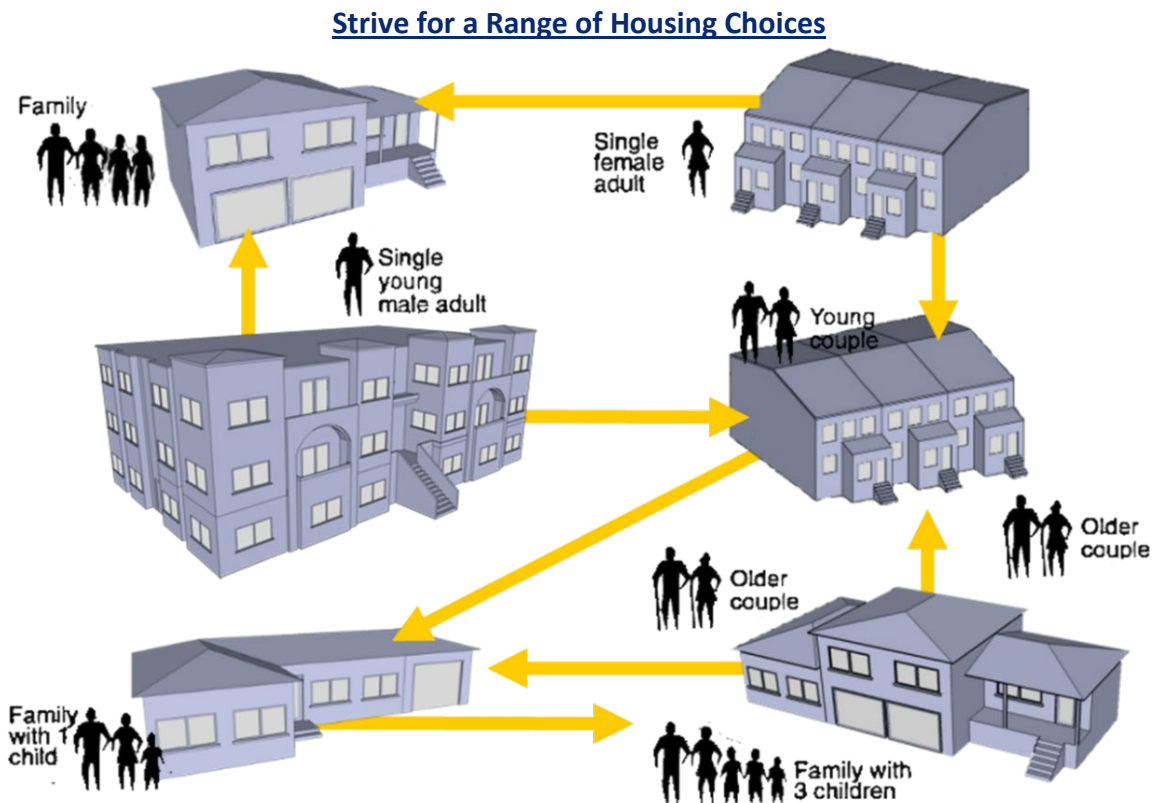 Strive for a Range of Housing Choices
Family
Single
female
adult
Single
young
male adult
Young
couple
Older
couple
Older
couple
Family
with 1
child
Family with
3 children